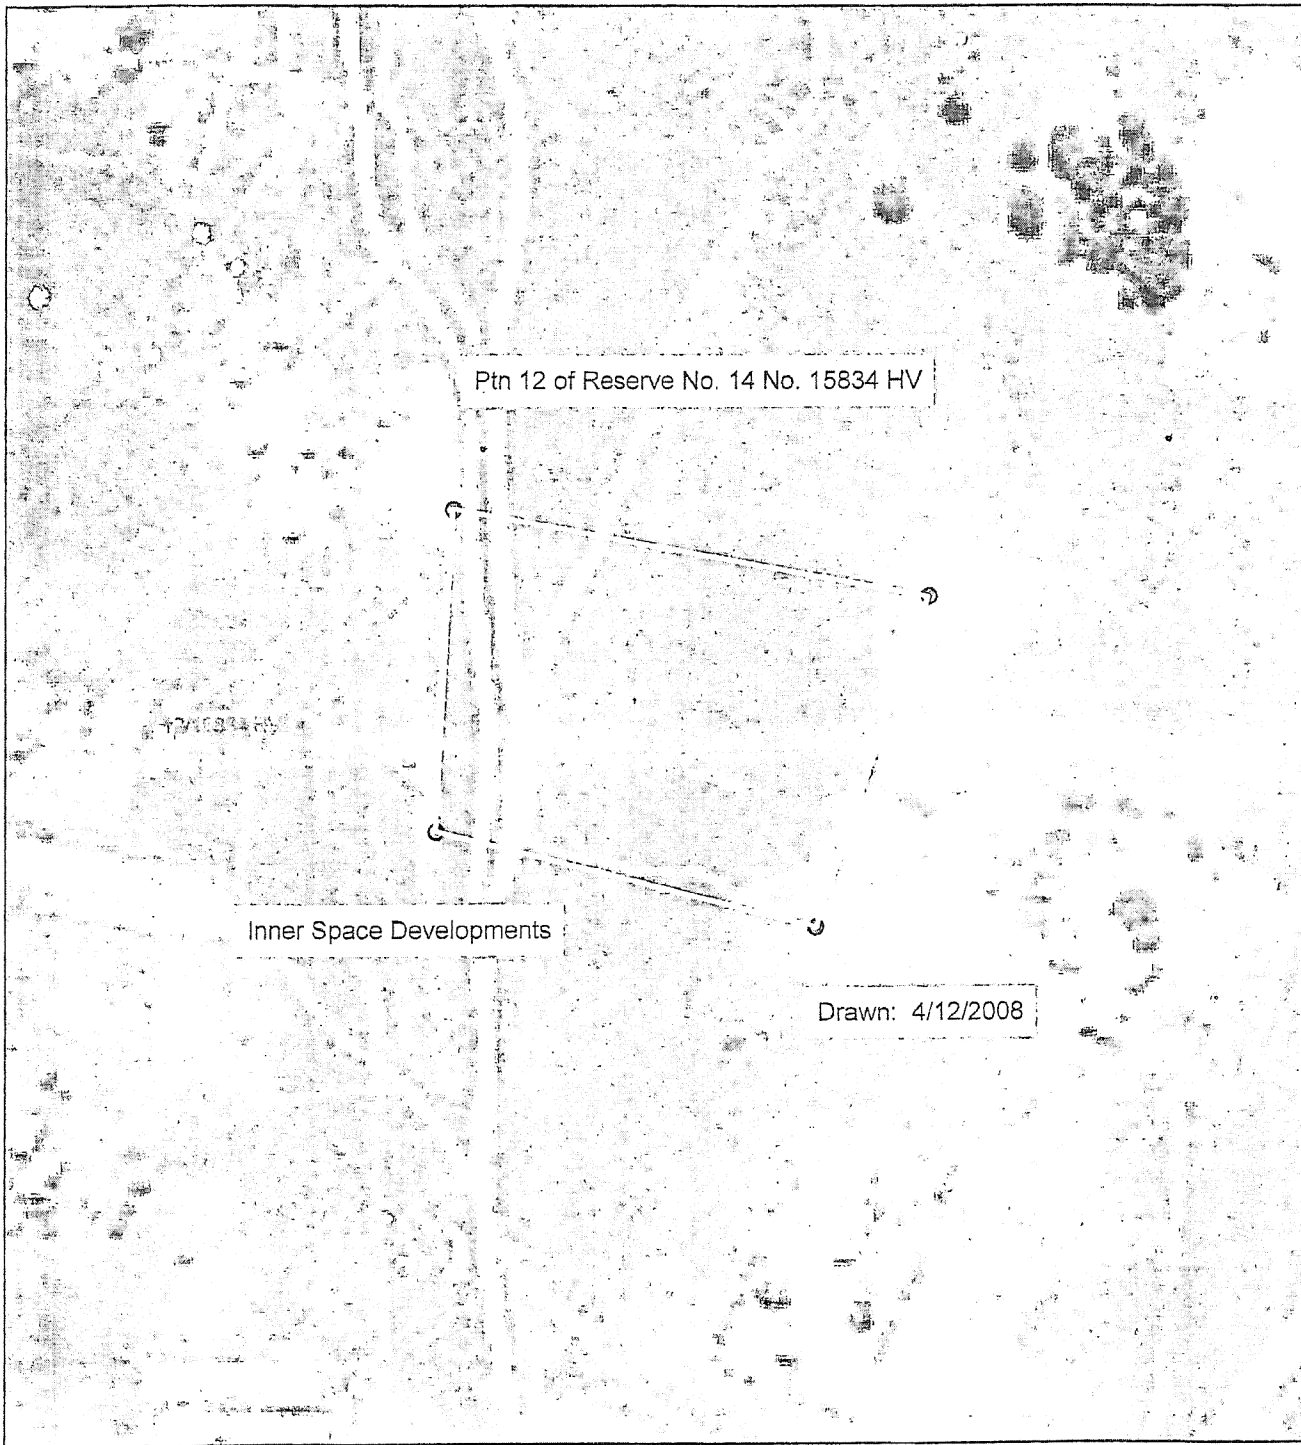 Ptn 12 of Reserve No. 14 No. 15834 HV
Inner Space Developments
Drawn: 4/12/2008